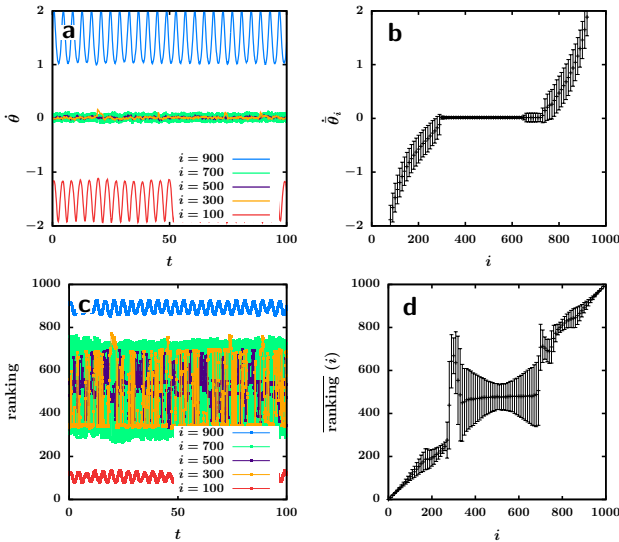 a
2
1
0
−1
−2
θ̇
i = 900
i = 700
i = 500
i = 300
i = 100
0
50
100
t
b
2
1
0
−1
−2
θ̇̄ᵢ
0
200
400
600
800
1000
i
c
1000
800
600
400
200
0
ranking
i = 900
i = 700
i = 500
i = 300
i = 100
0
50
100
t
d
1000
800
600
400
200
0
ranking (i)
0
200
400
600
800
1000
i